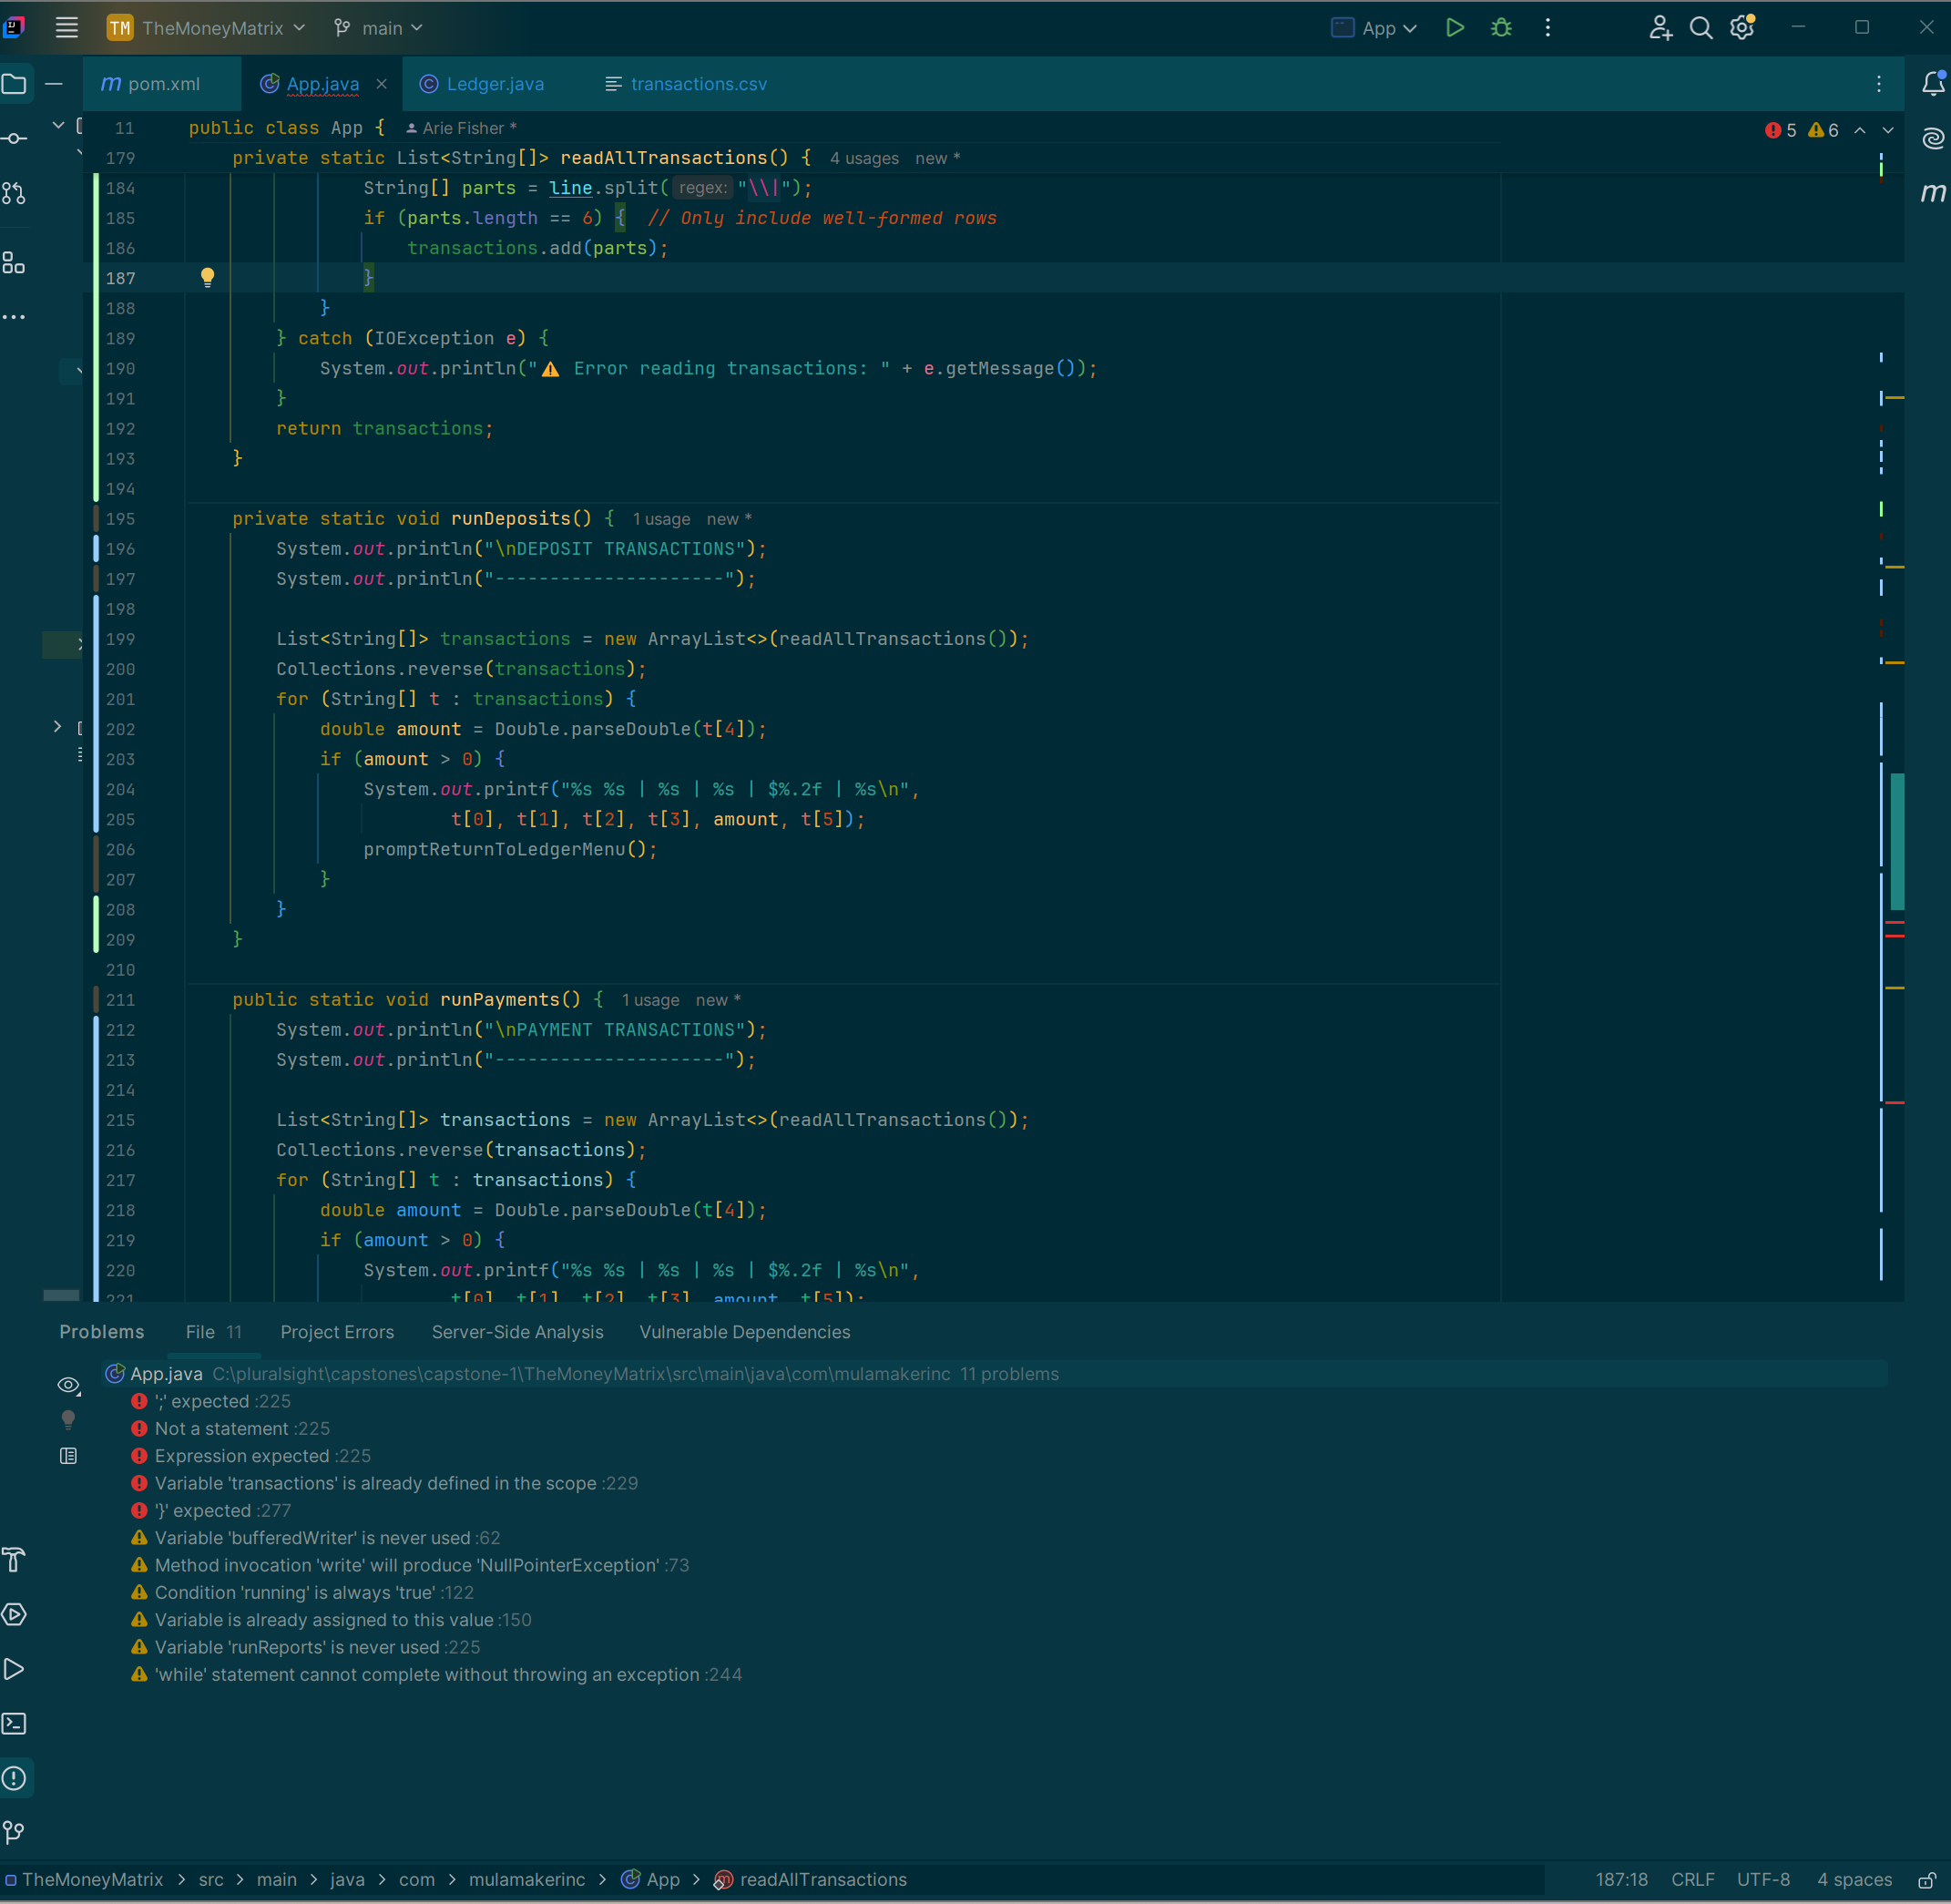 TM TheMoneyMatrix main App
pom.xml App.java Ledger.java transactions.csv
11 public class App { Arie Fisher * 5 6
179 private static List<String[]> readAllTransactions() { 4 usages new *
184 String[] parts = line.split( regex: "\\|");
185 if (parts.length == 6) { // Only include well-formed rows
186 transactions.add(parts);
187 }
188 }
189 } catch (IOException e) {
190 System.out.println("⚠ Error reading transactions: " + e.getMessage());
191 }
192 return transactions;
193 }
194
195 private static void runDeposits() { 1 usage new *
196 System.out.println("\nDEPOSIT TRANSACTIONS");
197 System.out.println("---------------------");
198
199 List<String[]> transactions = new ArrayList<>(readAllTransactions());
200 Collections.reverse(transactions);
201 for (String[] t : transactions) {
202 double amount = Double.parseDouble(t[4]);
203 if (amount > 0) {
204 System.out.printf("%s %s | %s | %s | $%.2f | %s\n",
205 t[0], t[1], t[2], t[3], amount, t[5]);
206 promptReturnToLedgerMenu();
207 }
208 }
209 }
210
211 public static void runPayments() { 1 usage new *
212 System.out.println("\nPAYMENT TRANSACTIONS");
213 System.out.println("---------------------");
214
215 List<String[]> transactions = new ArrayList<>(readAllTransactions());
216 Collections.reverse(transactions);
217 for (String[] t : transactions) {
218 double amount = Double.parseDouble(t[4]);
219 if (amount > 0) {
220 System.out.printf("%s %s | %s | %s | $%.2f | %s\n",
221 t[0], t[1], t[2], t[3], amount, t[5]);
Problems File 11 Project Errors Server-Side Analysis Vulnerable Dependencies
App.java C:\pluralsight\capstones\capstone-1\TheMoneyMatrix\src\main\java\com\mulamakerinc 11 problems
';' expected :225
Not a statement :225
Expression expected :225
Variable 'transactions' is already defined in the scope :229
'}' expected :277
Variable 'bufferedWriter' is never used :62
Method invocation 'write' will produce 'NullPointerException' :73
Condition 'running' is always 'true' :122
Variable is already assigned to this value :150
Variable 'runReports' is never used :225
'while' statement cannot complete without throwing an exception :244
TheMoneyMatrix > src > main > java > com > mulamakerinc > App > readAllTransactions 187:18 CRLF UTF-8 4 spaces